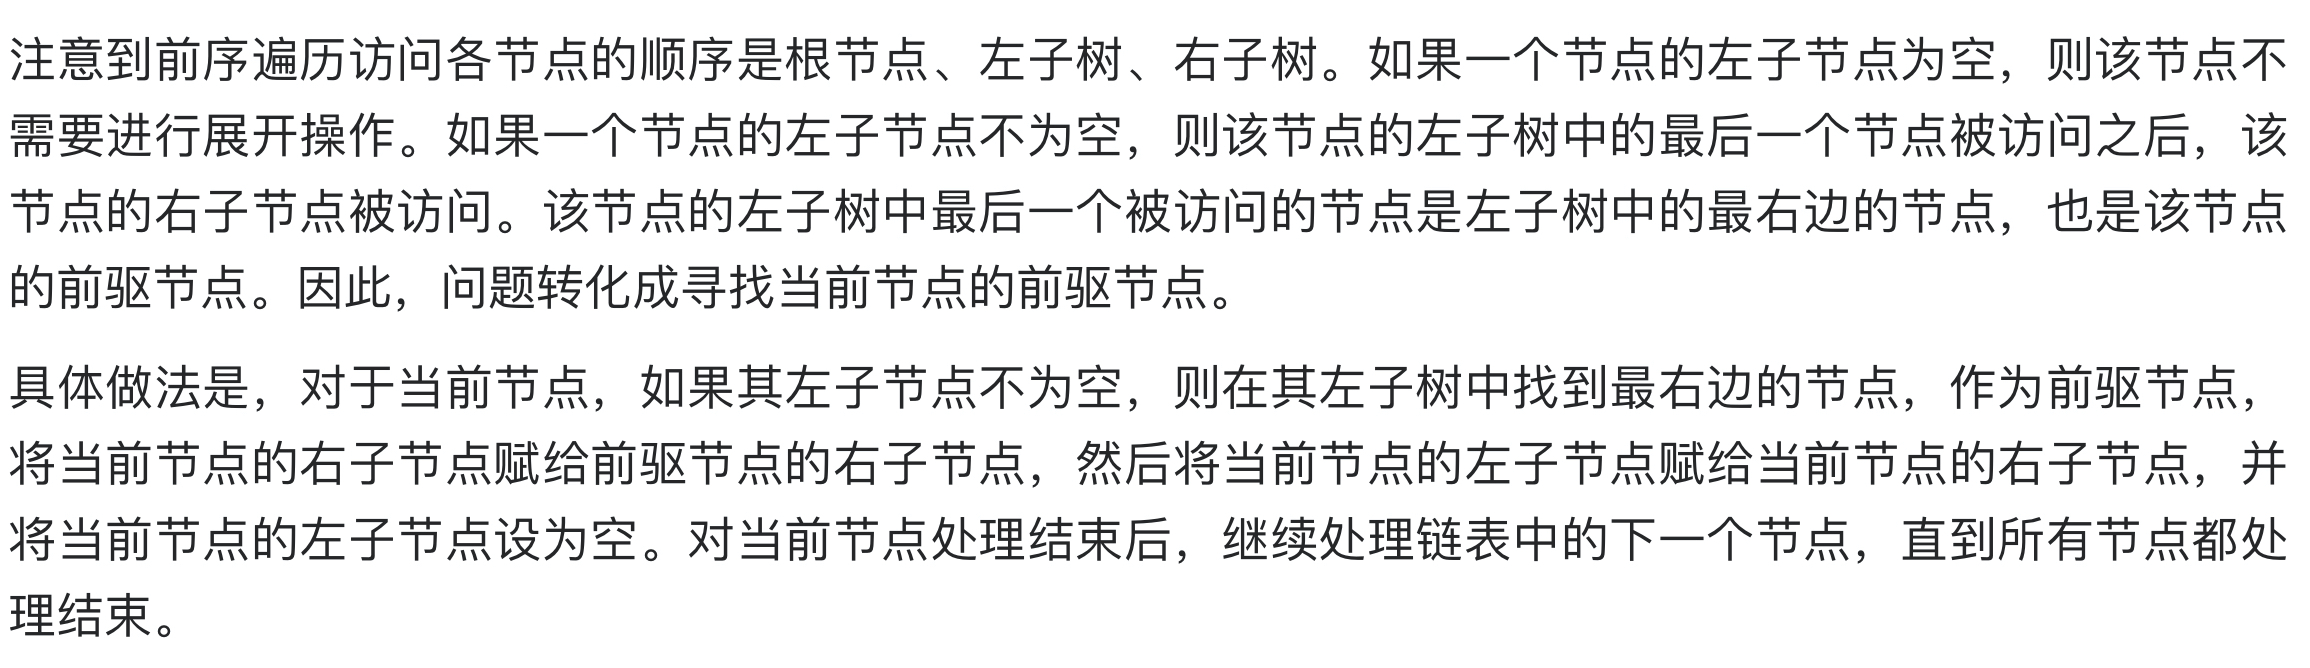 注意到前序遍历访问各节点的顺序是根节点、左子树、右子树。如果一个节点的左子节点为空，则该节点不
需要进行展开操作。如果一个节点的左子节点不为空，则该节点的左子树中的最后一个节点被访问之后，该
节点的右子节点被访问。该节点的左子树中最后一个被访问的节点是左子树中的最右边的节点，也是该节点
的前驱节点。因此，问题转化成寻找当前节点的前驱节点。
具体做法是，对于当前节点，如果其左子节点不为空，则在其左子树中找到最右边的节点，作为前驱节点，
将当前节点的右子节点赋给前驱节点的右子节点，然后将当前节点的左子节点赋给当前节点的右子节点，并
将当前节点的左子节点设为空。对当前节点处理结束后，继续处理链表中的下一个节点，直到所有节点都处
理结束。